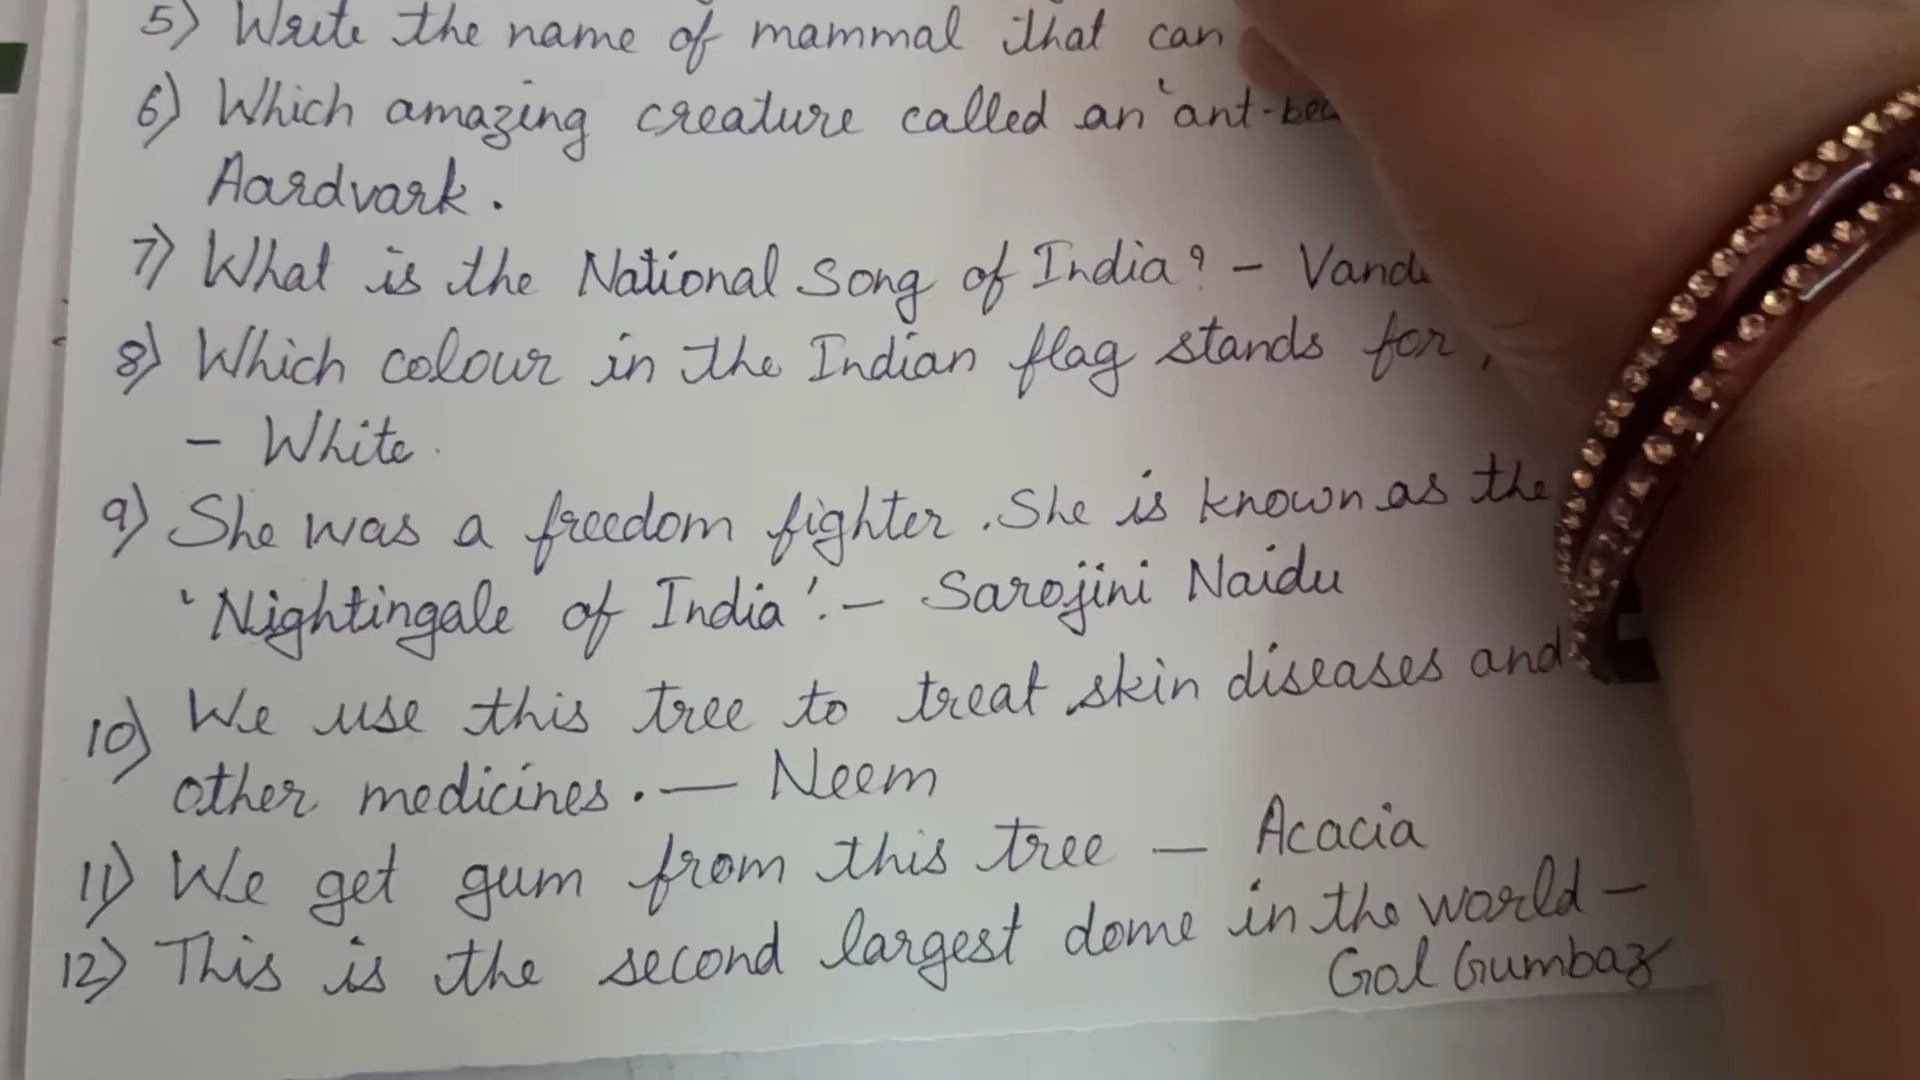 5) Write the name of mammal that can
6) Which amazing creature called an 'ant-bea
Aardvark.
7) What is the National Song of India? - Vande
8) Which colour in the Indian flag stands for
- White.
9) She was a freedom fighter. She is known as the
'Nightingale of India'. - Sarojini Naidu
10) We use this tree to treat skin diseases and
other medicines. - Neem
11) We get gum from this tree - Acacia
12) This is the second largest dome in the world -
Gol Gumbaz